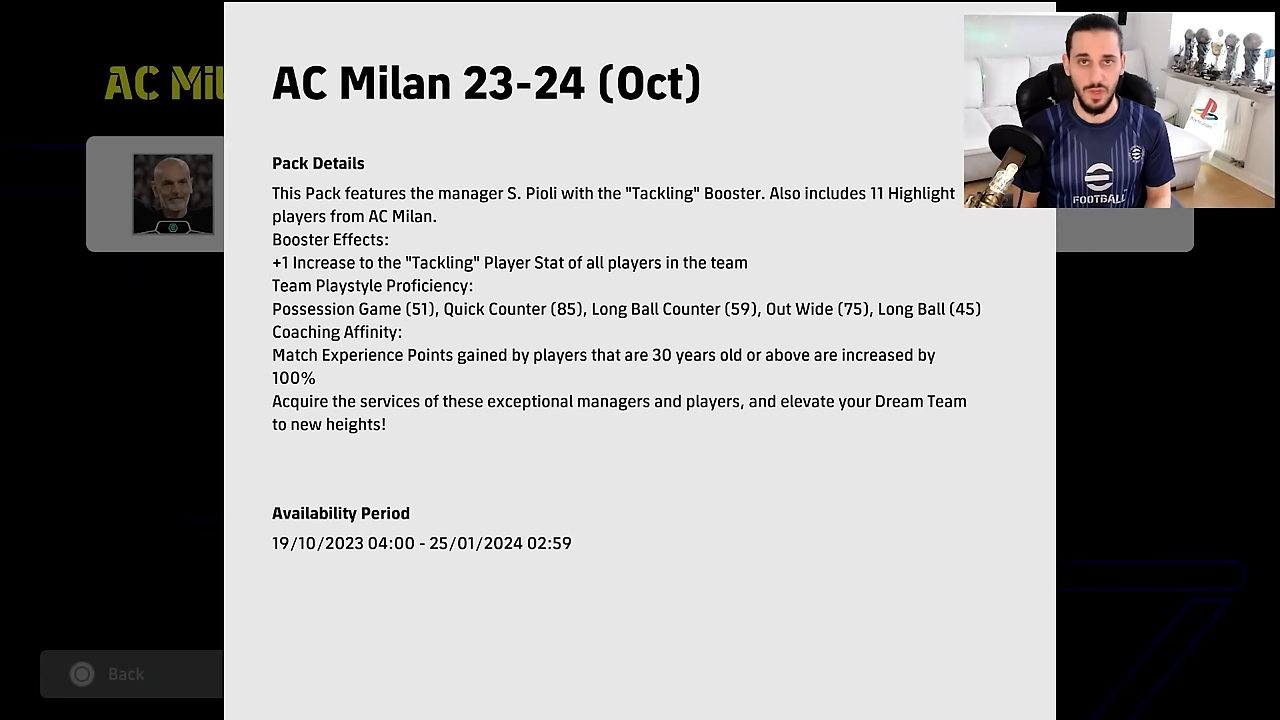 AC Mil
AC Milan 23-24 (Oct)
Pack Details
This Pack features the manager S. Pioli with the "Tackling" Booster. Also includes 11 Highlight
players from AC Milan.
Booster Effects:
+1 Increase to the "Tackling" Player Stat of all players in the team
Team Playstyle Proficiency:
Possession Game (51), Quick Counter (85), Long Ball Counter (59), Out Wide (75), Long Ball (45)
Coaching Affinity:
Match Experience Points gained by players that are 30 years old or above are increased by
100%
Acquire the services of these exceptional managers and players, and elevate your Dream Team
to new heights!
Availability Period
19/10/2023 04:00 - 25/01/2024 02:59
Back
FOOTBALL